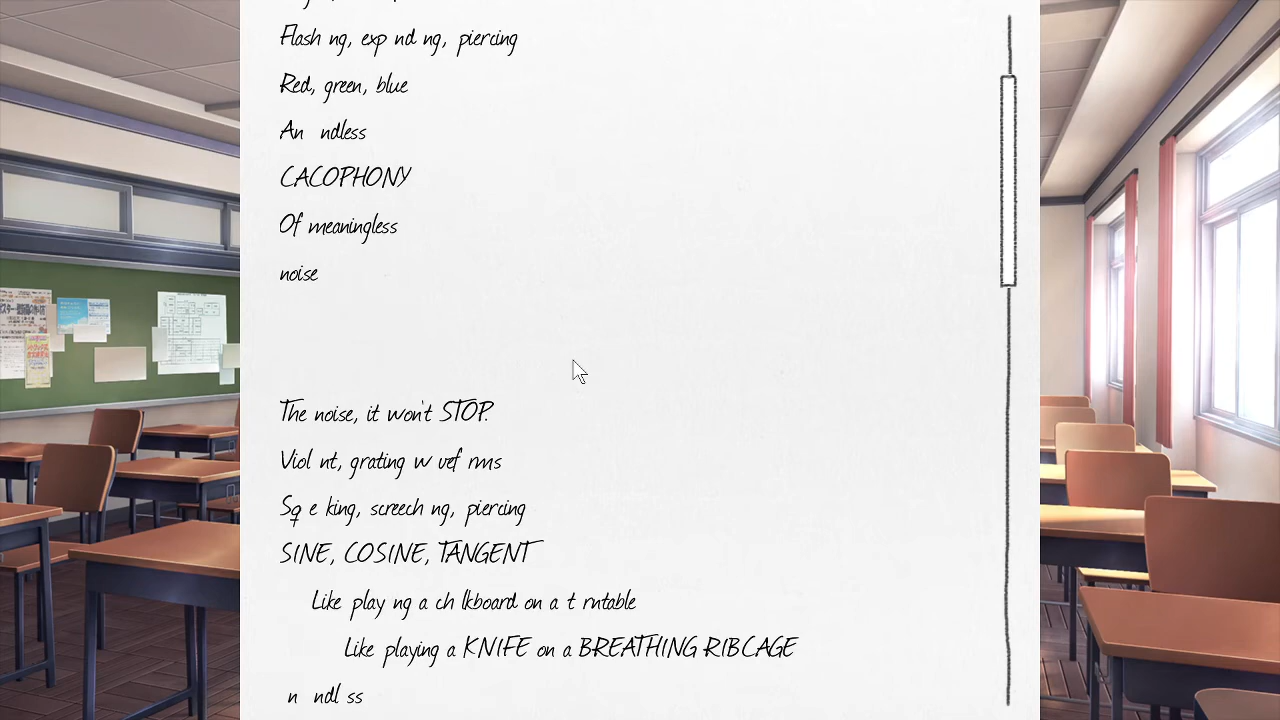 Flash ng, exp nd ng, piercing
Red, green, blue
An  ndless
CACOPHONY
Of meaningless
noise
The noise, it won't STOP.
Viol nt, grating w vef rms
Sq e king, screech ng, piercing
SINE, COSINE, TANGENT
Like play ng a ch lkboard on a t rntable
Like playing a KNIFE on a BREATHING RIBCAGE
n  ndl ss